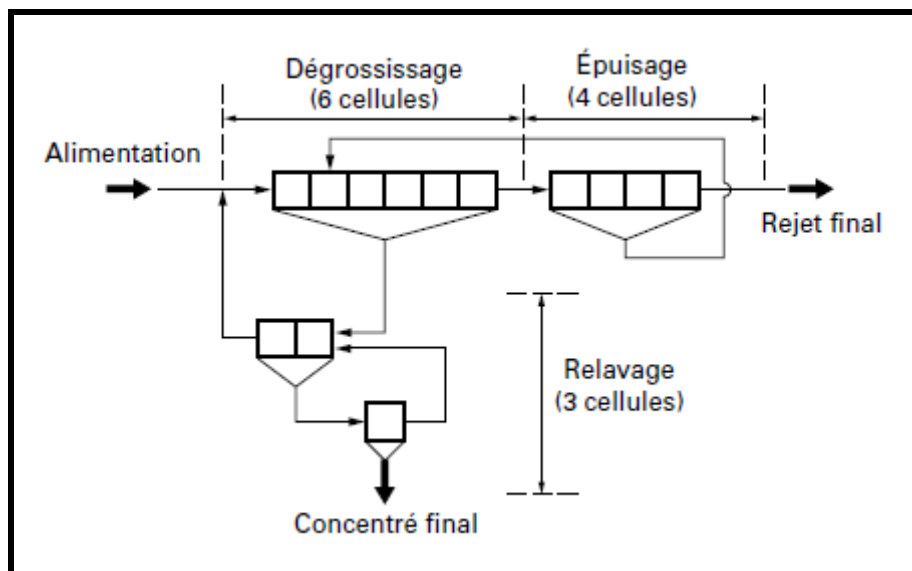 Dégrossissage
(6 cellules)
Épuisage
(4 cellules)
Alimentation
Rejet final
Relavage
(3 cellules)
Concentré final